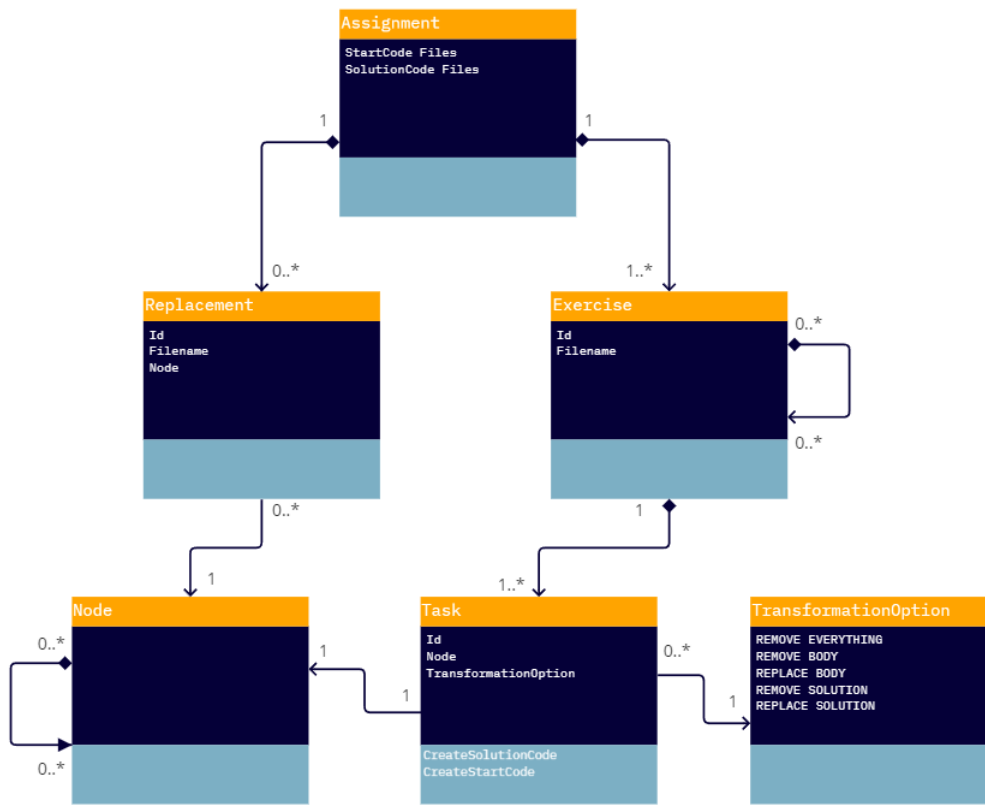 Assignment
StartCode Files
SolutionCode Files
1
1
0..*
1..*
Replacement
Id
Filename
Node
Exercise
Id
Filename
0..*
0..*
0..*
1
1
1..*
Node
0..*
0..*
1
1
Task
Id
Node
TransformationOption
CreateSolutionCode
CreateStartCode
0..*
1
TransformationOption
REMOVE EVERYTHING
REMOVE BODY
REPLACE BODY
REMOVE SOLUTION
REPLACE SOLUTION